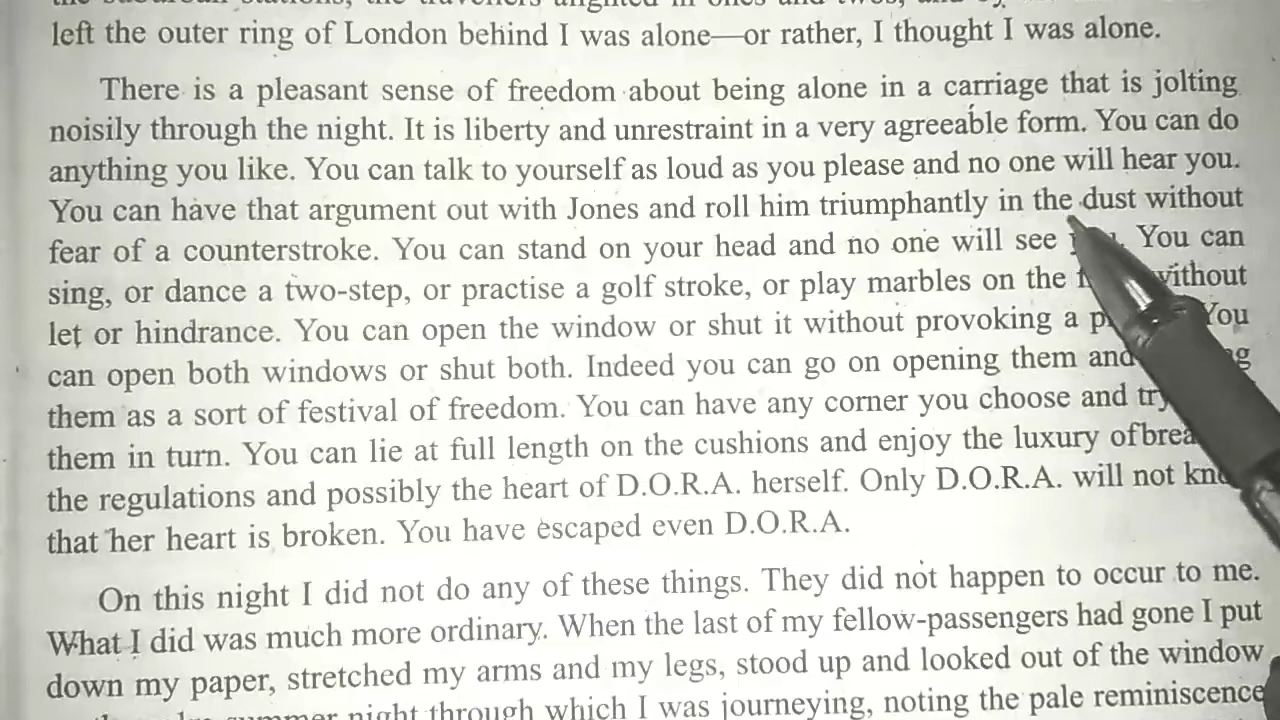 the suburban stations, the travellers alighted in ones and twos, and by
left the outer ring of London behind I was alone—or rather, I thought I was alone.
There is a pleasant sense of freedom about being alone in a carriage that is jolting
noisily through the night. It is liberty and unrestraint in a very agreeable form. You can do
anything you like. You can talk to yourself as loud as you please and no one will hear you.
You can have that argument out with Jones and roll him triumphantly in the dust without
fear of a counterstroke. You can stand on your head and no one will see You can
sing, or dance a two-step, or practise a golf stroke, or play marbles on the without
let or hindrance. You can open the window or shut it without provoking a You
can open both windows or shut both. Indeed you can go on opening them and
them as a sort of festival of freedom. You can have any corner you choose and try
them in turn. You can lie at full length on the cushions and enjoy the luxury of
the regulations and possibly the heart of D.O.R.A. herself. Only D.O.R.A. will not
that her heart is broken. You have escaped even D.O.R.A.
On this night I did not do any of these things. They did not happen to occur to me.
What I did was much more ordinary. When the last of my fellow-passengers had gone I put
down my paper, stretched my arms and my legs, stood up and looked out of the window
summer night through which I was journeying, noting the pale reminiscence